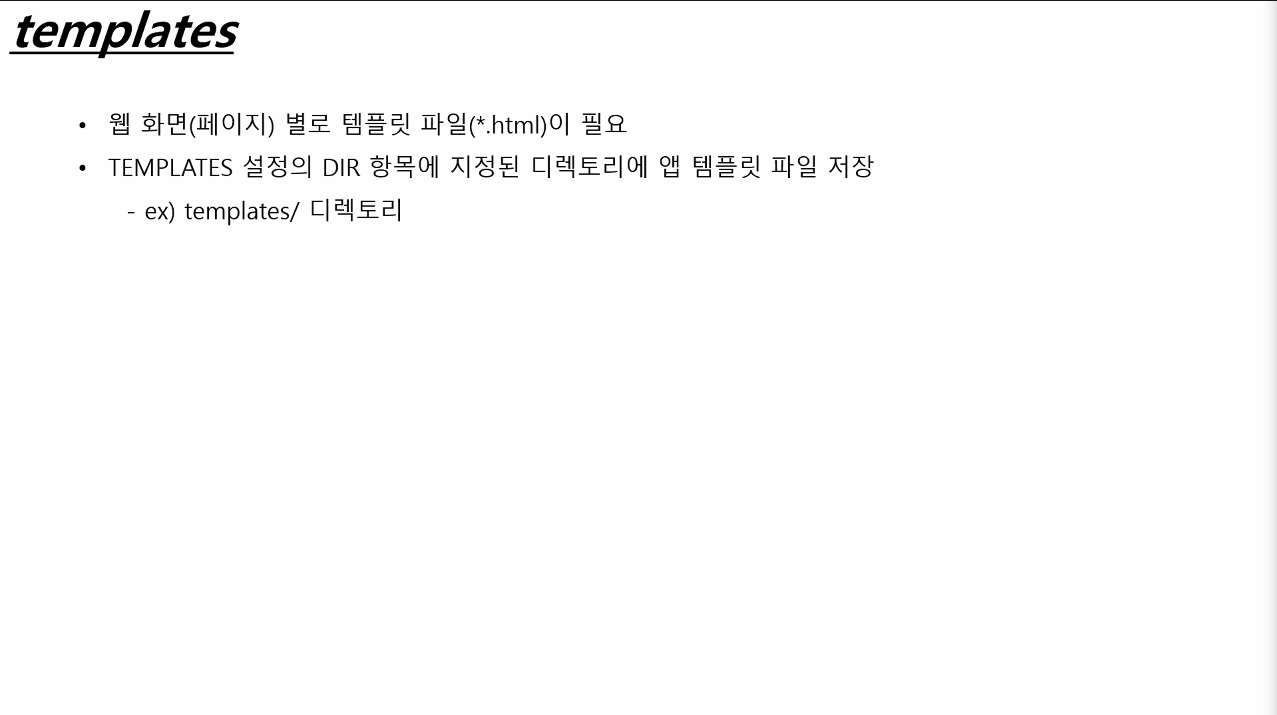 templates
• 웹 화면(페이지) 별로 템플릿 파일(*.html)이 필요
• TEMPLATES 설정의 DIR 항목에 지정된 디렉토리에 앱 템플릿 파일 저장
- ex) templates/ 디렉토리